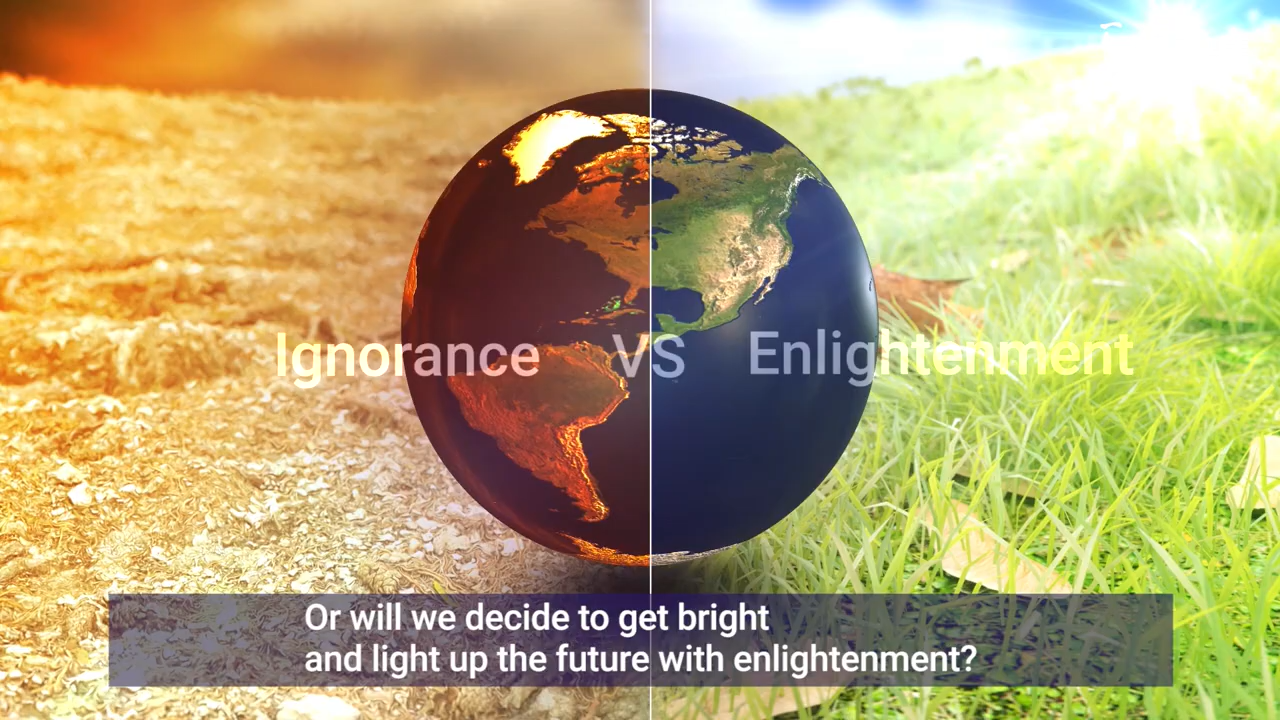 Ignorance VS Enlightenment
Or will we decide to get bright
and light up the future with enlightenment?